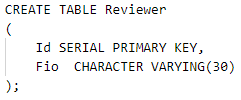 CREATE TABLE Reviewer
(
    Id SERIAL PRIMARY KEY,
    Fio  CHARACTER VARYING(30)
);